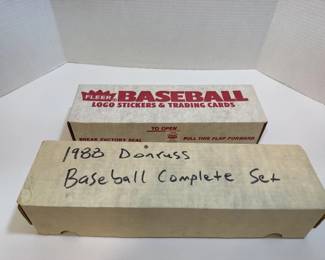 FLEER BASEBALL
LOGO STICKERS & TRADING CARDS
TO OPEN
BREAK FACTORY SEAL PULL THIS FLAP FORWARD
1988 Donruss
Baseball Complete Set